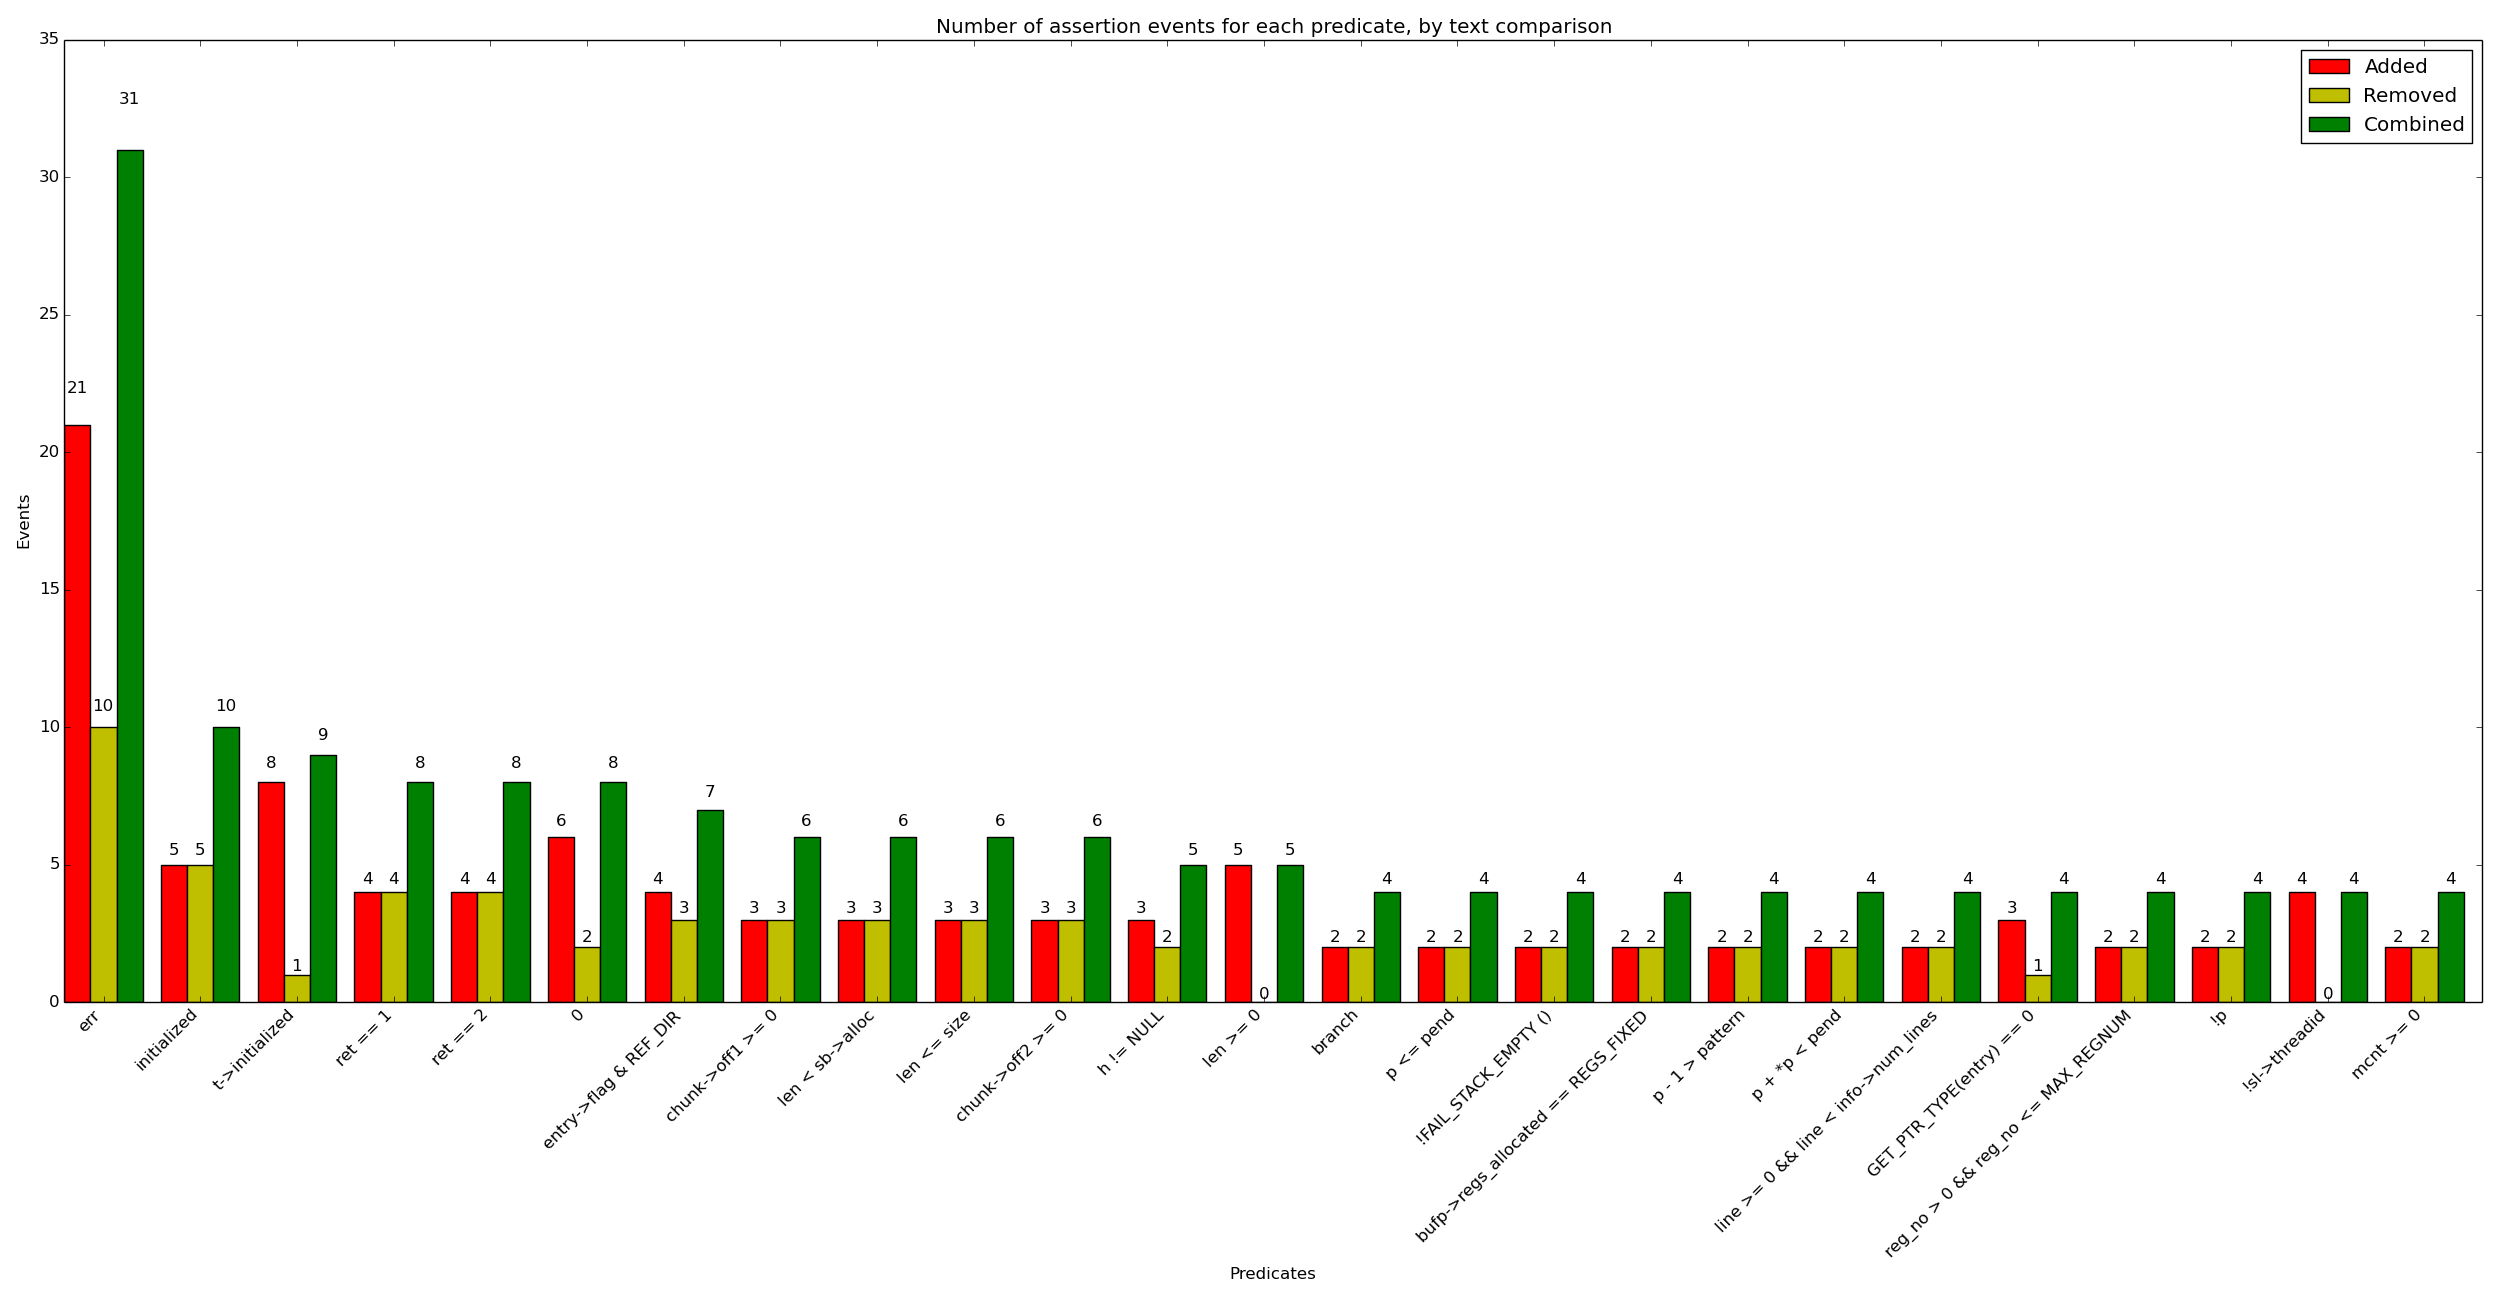 Number of assertion events for each predicate, by text comparison
Added
Removed
Combined
Events
35
30
25
20
15
10
5
0
21 10 31
5 5 10
8 1 9
4 4 8
4 4 8
6 2 8
4 3 7
3 3 6
3 3 6
3 3 6
3 3 6
3 2 5
5 0 5
2 2 4
2 2 4
2 2 4
2 2 4
2 2 4
2 2 4
2 2 4
3 1 4
2 2 4
2 2 4
4 0 4
2 2 4
err
initialized
t->initialized
ret == 1
ret == 2
0
entry->flag & REF_DIR
chunk->off1 >= 0
len < sb->alloc
len <= size
chunk->off2 >= 0
h != NULL
len >= 0
branch
p <= pend
!FAIL_STACK_EMPTY ()
bufp->regs_allocated == REGS_FIXED
p - 1 > pattern
p + *p < pend
line >= 0 && line < info->num_lines
GET_PTR_TYPE(entry) == 0
reg_no > 0 && reg_no <= MAX_REGNUM
!p
!sl->threadid
mcnt >= 0
Predicates